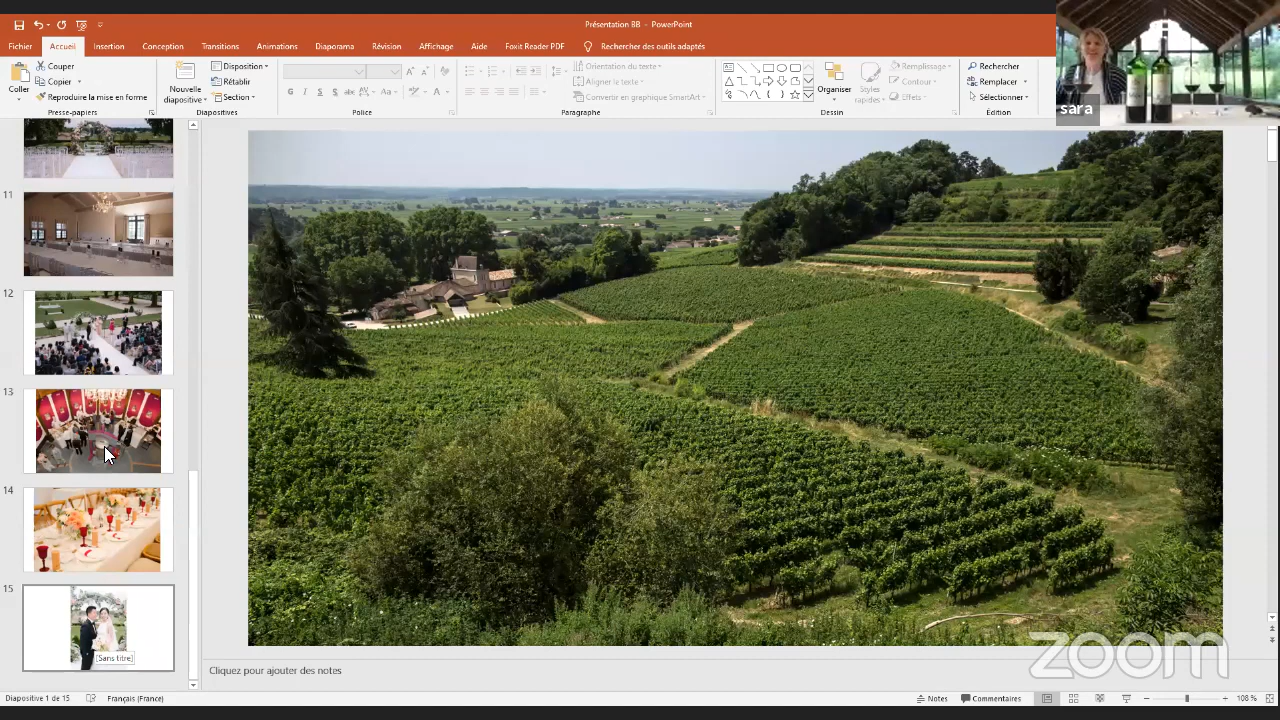 Présentation BB - PowerPoint
Fichier Accueil Insertion Conception Transitions Animations Diaporama Révision Affichage Aide Foxit Reader PDF Rechercher des outils adaptés
Coller
Couper
Copier
Reproduire la mise en forme
Presse-papiers
Nouvelle diapositive
Disposition
Rétablir
Section
Diapositives
G I S S abc AV Aa A
Police
Orientation du texte
Aligner le texte
Convertir en graphique SmartArt
Paragraphe
Organiser
Styles rapides
Remplissage
Contour
Effets
Dessin
Rechercher
Remplacer
Sélectionner
Édition
sara
11
12
13
14
15
[Sans titre]
zoom
Cliquez pour ajouter des notes
Diapositive 1 de 15 Français (France) Notes Commentaires 108 %